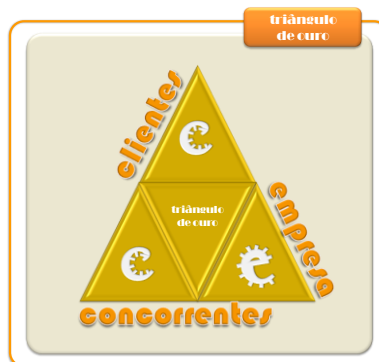 triângulo
de ouro
clientes
c
triângulo
de ouro
empresa
c
e
concorrentes